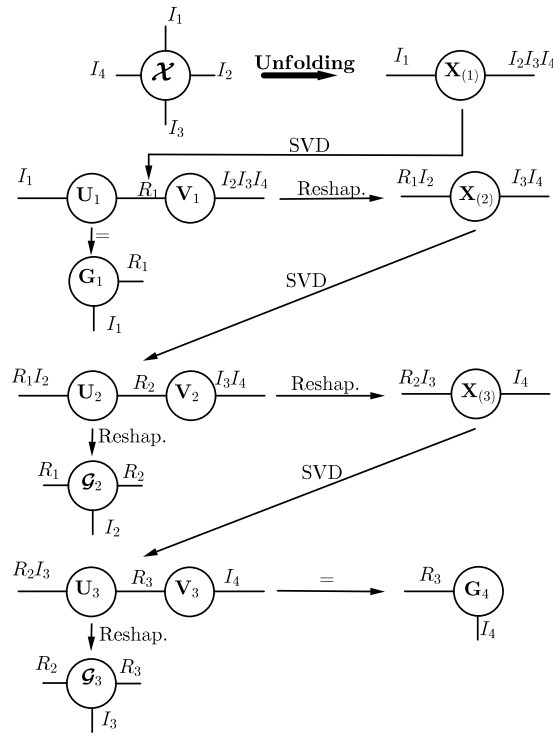 I₁
I₄ 𝓧 I₂ Unfolding I₁ X₍₁₎ I₂I₃I₄
I₃
SVD
I₁ U₁ R₁ V₁ I₂I₃I₄ Reshap. R₁I₂ X₍₂₎ I₃I₄
=
G₁ R₁
I₁
SVD
R₁I₂ U₂ R₂ V₂ I₃I₄ Reshap. R₂I₃ X₍₃₎ I₄
Reshap.
R₁ 𝓖₂ R₂
I₂
SVD
R₂I₃ U₃ R₃ V₃ I₄ = R₃ G₄
I₄
Reshap.
R₂ 𝓖₃ R₃
I₃